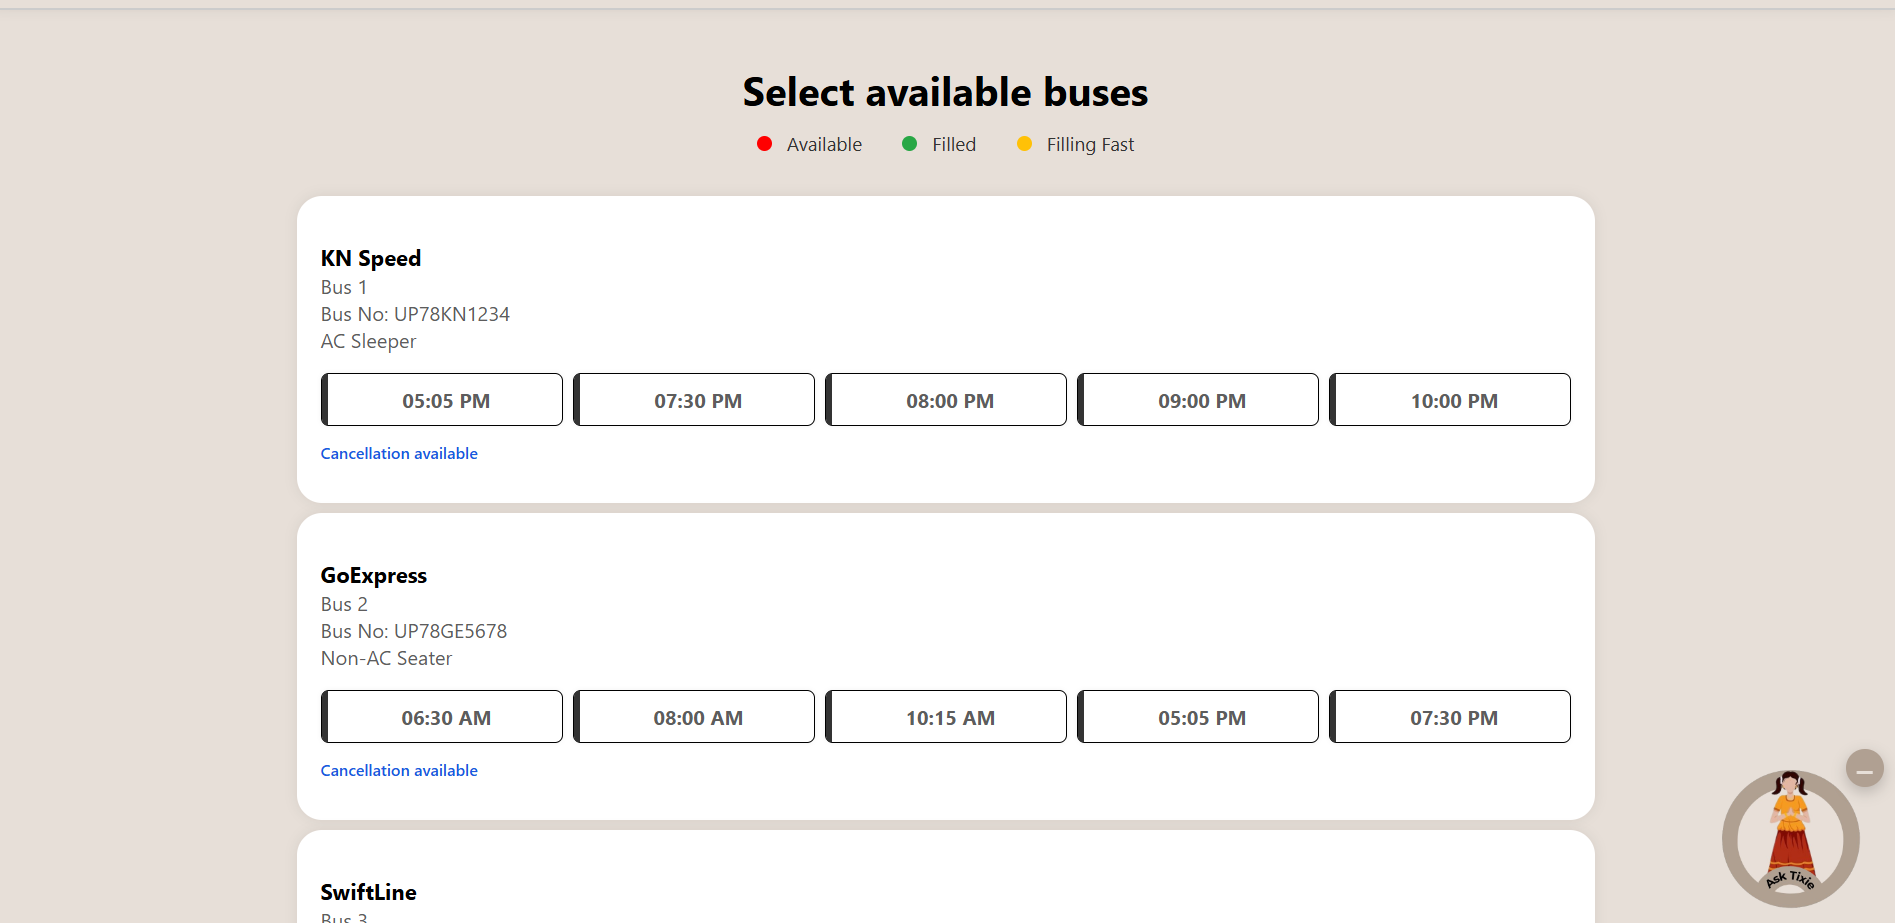 Select available buses
Available Filled Filling Fast
KN Speed
Bus 1
Bus No: UP78KN1234
AC Sleeper
05:05 PM 07:30 PM 08:00 PM 09:00 PM 10:00 PM
Cancellation available
GoExpress
Bus 2
Bus No: UP78GE5678
Non-AC Seater
06:30 AM 08:00 AM 10:15 AM 05:05 PM 07:30 PM
Cancellation available
SwiftLine
Bus 3
Ask Tixie